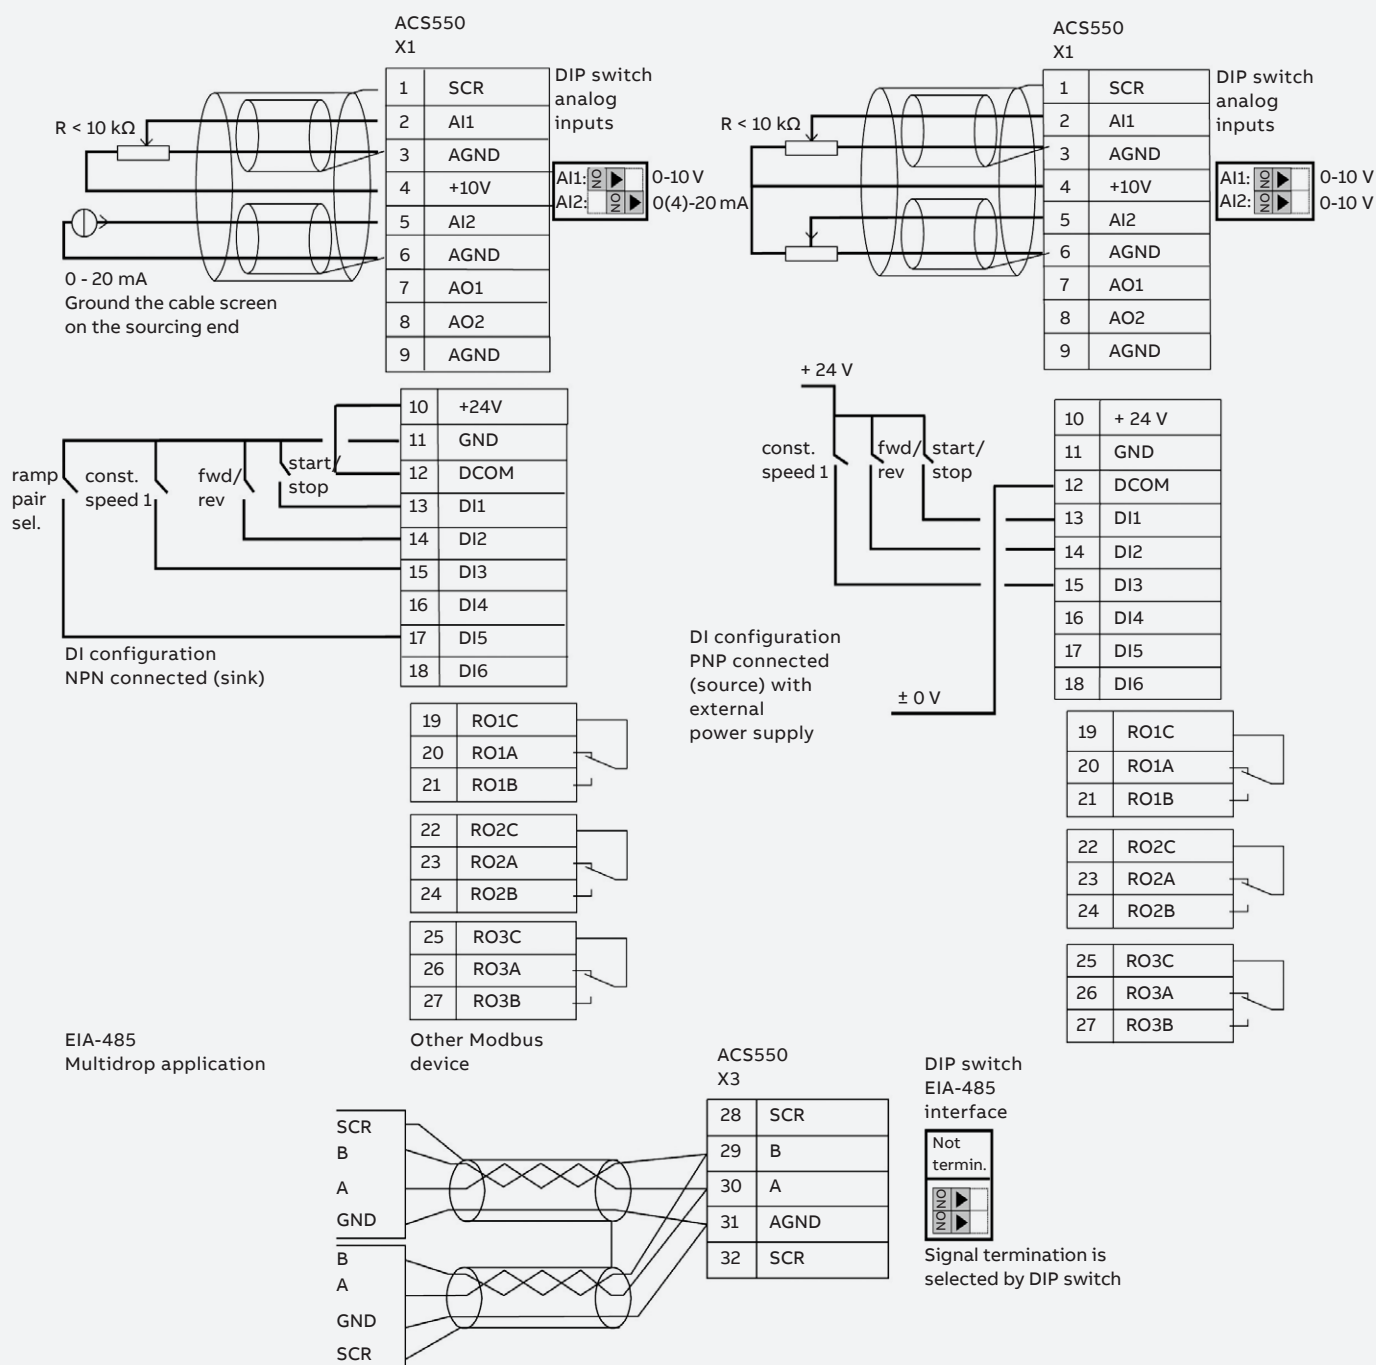 ACS550
X1
1 SCR
2 AI1
3 AGND
4 +10V
5 AI2
6 AGND
7 AO1
8 AO2
9 AGND
DIP switch
analog
inputs
R < 10 kΩ
AI1: ON 0-10 V
AI2: ON 0(4)-20 mA
0 - 20 mA
Ground the cable screen
on the sourcing end
10 +24V
11 GND
12 DCOM
13 DI1
14 DI2
15 DI3
16 DI4
17 DI5
18 DI6
ramp
pair
sel.
const.
speed 1
fwd/
rev
start/
stop
DI configuration
NPN connected (sink)
19 RO1C
20 RO1A
21 RO1B
22 RO2C
23 RO2A
24 RO2B
25 RO3C
26 RO3A
27 RO3B
ACS550
X1
1 SCR
2 AI1
3 AGND
4 +10V
5 AI2
6 AGND
7 AO1
8 AO2
9 AGND
DIP switch
analog
inputs
R < 10 kΩ
AI1: ON 0-10 V
AI2: ON 0-10 V
+ 24 V
const.
speed 1
fwd/
rev
start/
stop
10 + 24 V
11 GND
12 DCOM
13 DI1
14 DI2
15 DI3
16 DI4
17 DI5
18 DI6
DI configuration
PNP connected
(source) with
external
power supply
± 0 V
19 RO1C
20 RO1A
21 RO1B
22 RO2C
23 RO2A
24 RO2B
25 RO3C
26 RO3A
27 RO3B
EIA-485
Multidrop application
Other Modbus
device
SCR
B
A
GND
B
A
GND
SCR
ACS550
X3
28 SCR
29 B
30 A
31 AGND
32 SCR
DIP switch
EIA-485
interface
Not
termin.
ON
ON
Signal termination is
selected by DIP switch